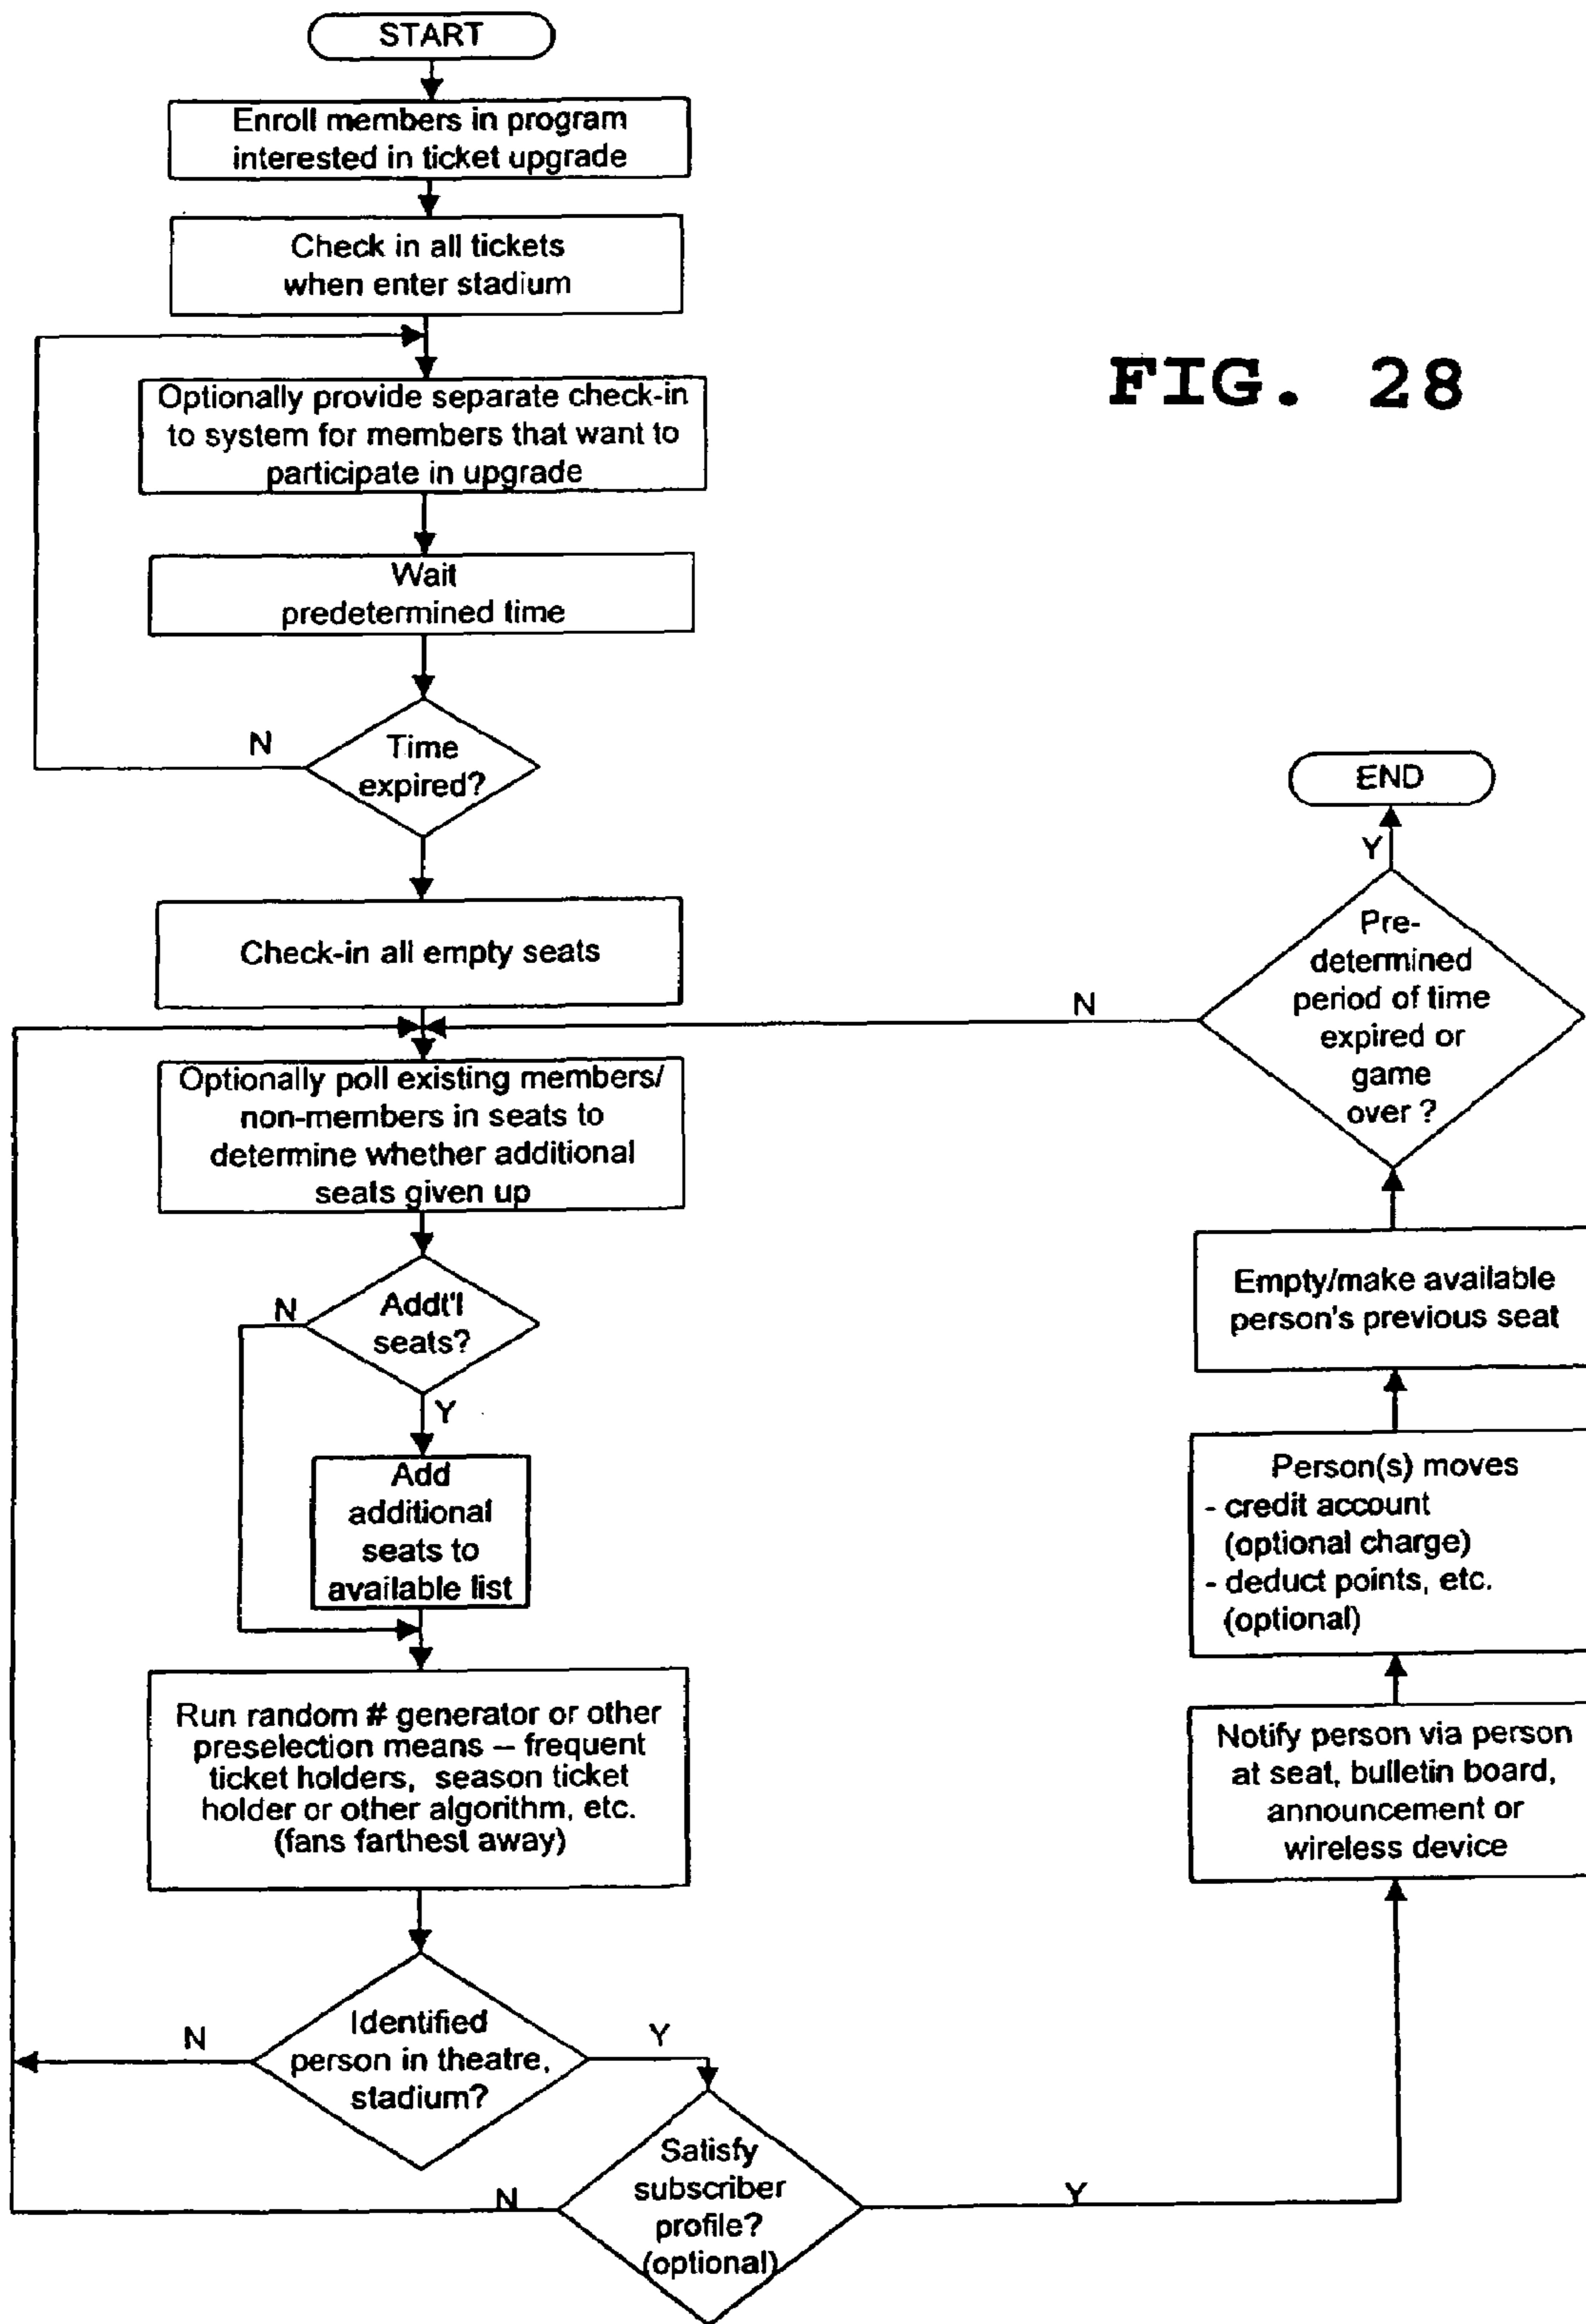 START
Enroll members in program
interested in ticket upgrade
Check in all tickets
when enter stadium
FIG. 28
Optionally provide separate check-in
to system for members that want to
participate in upgrade
Wait
predetermined time
N
Time
expired?
Check-in all empty seats
Optionally poll existing members/
non-members in seats to
determine whether additional
seats given up
N
Addt'l
seats?
Y
Add
additional
seats to
available list
Run random # generator or other
preselection means – frequent
ticket holders, season ticket
holder or other algorithm, etc.
(fans farthest away)
N
Identified
person in theatre,
stadium?
Y
N
Satisfy
subscriber
profile?
(optional)
Y
Notify person via person
at seat, bulletin board,
announcement or
wireless device
Person(s) moves
- credit account
(optional charge)
- deduct points, etc.
(optional)
Empty/make available
person's previous seat
N
Pre-
determined
period of time
expired or
game
over ?
Y
END